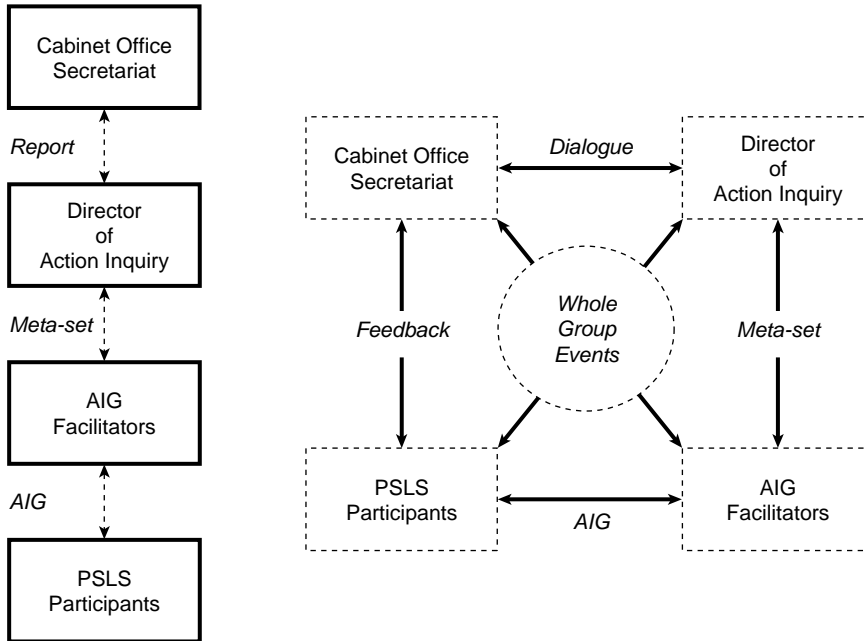 Cabinet Office
Secretariat
Report
Director
of
Action Inquiry
Meta-set
AIG
Facilitators
AIG
PSLS
Participants
Cabinet Office
Secretariat
Dialogue
Director
of
Action Inquiry
Feedback
Whole
Group
Events
Meta-set
PSLS
Participants
AIG
AIG
Facilitators